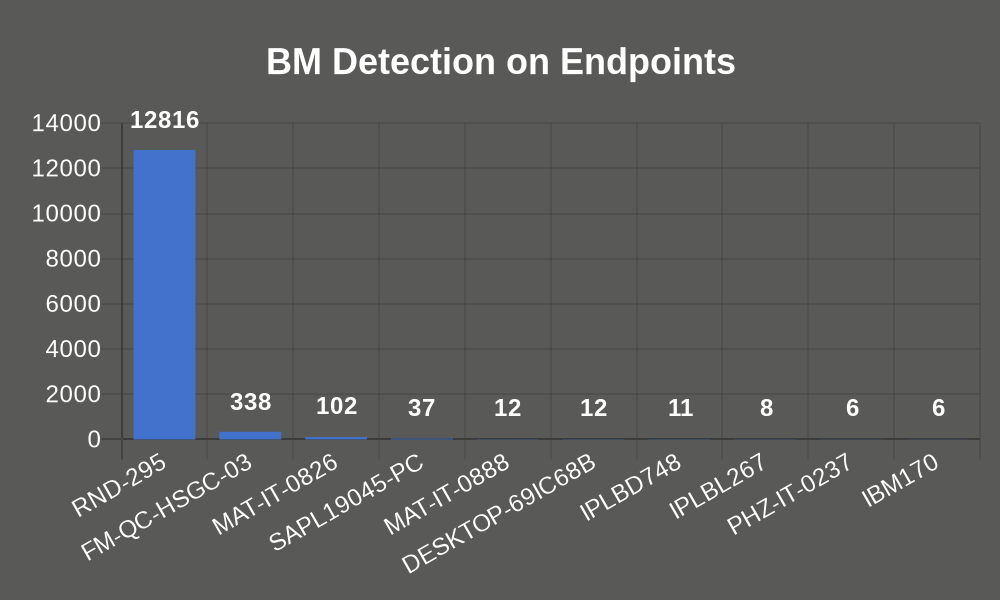 BM Detection on Endpoints
14000
12000
10000
8000
6000
4000
2000
0
12816
338
102
37
12
12
11
8
6
6
RND-295
FM-QC-HSGC-03
MAT-IT-0826
SAPL19045-PC
MAT-IT-0888
DESKTOP-69IC68B
IPLBD748
IPLBL267
PHZ-IT-0237
IBM170